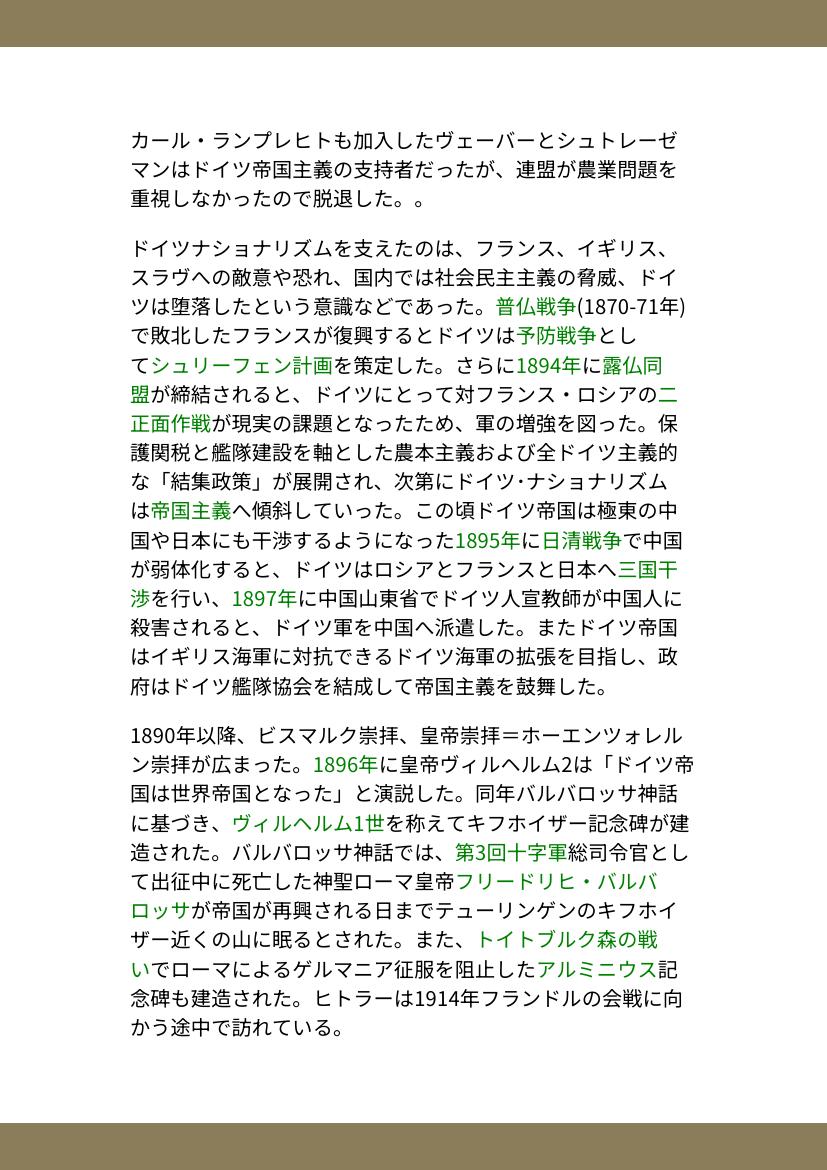 カール・ランプレヒトも加入したヴェーバーとシュトレーゼ
マンはドイツ帝国主義の支持者だったが、連盟が農業問題を
重視しなかったので脱退した。。
ドイツナショナリズムを支えたのは、フランス、イギリス、
スラヴへの敵意や恐れ、国内では社会民主主義の脅威、ドイ
ツは堕落したという意識などであった。普仏戦争(1870-71年)
で敗北したフランスが復興するとドイツは予防戦争とし
てシュリーフェン計画を策定した。さらに1894年に露仏同
盟が締結されると、ドイツにとって対フランス・ロシアの二
正面作戦が現実の課題となったため、軍の増強を図った。保
護関税と艦隊建設を軸とした農本主義および全ドイツ主義的
な「結集政策」が展開され、次第にドイツ･ナショナリズム
は帝国主義へ傾斜していった。この頃ドイツ帝国は極東の中
国や日本にも干渉するようになった1895年に日清戦争で中国
が弱体化すると、ドイツはロシアとフランスと日本へ三国干
渉を行い、1897年に中国山東省でドイツ人宣教師が中国人に
殺害されると、ドイツ軍を中国へ派遣した。またドイツ帝国
はイギリス海軍に対抗できるドイツ海軍の拡張を目指し、政
府はドイツ艦隊協会を結成して帝国主義を鼓舞した。
1890年以降、ビスマルク崇拝、皇帝崇拝＝ホーエンツォレル
ン崇拝が広まった。1896年に皇帝ヴィルヘルム2は「ドイツ帝
国は世界帝国となった」と演説した。同年バルバロッサ神話
に基づき、ヴィルヘルム1世を称えてキフホイザー記念碑が建
造された。バルバロッサ神話では、第3回十字軍総司令官とし
て出征中に死亡した神聖ローマ皇帝フリードリヒ・バルバ
ロッサが帝国が再興される日までテューリンゲンのキフホイ
ザー近くの山に眠るとされた。また、トイトブルク森の戦
いでローマによるゲルマニア征服を阻止したアルミニウス記
念碑も建造された。ヒトラーは1914年フランドルの会戦に向
かう途中で訪れている。